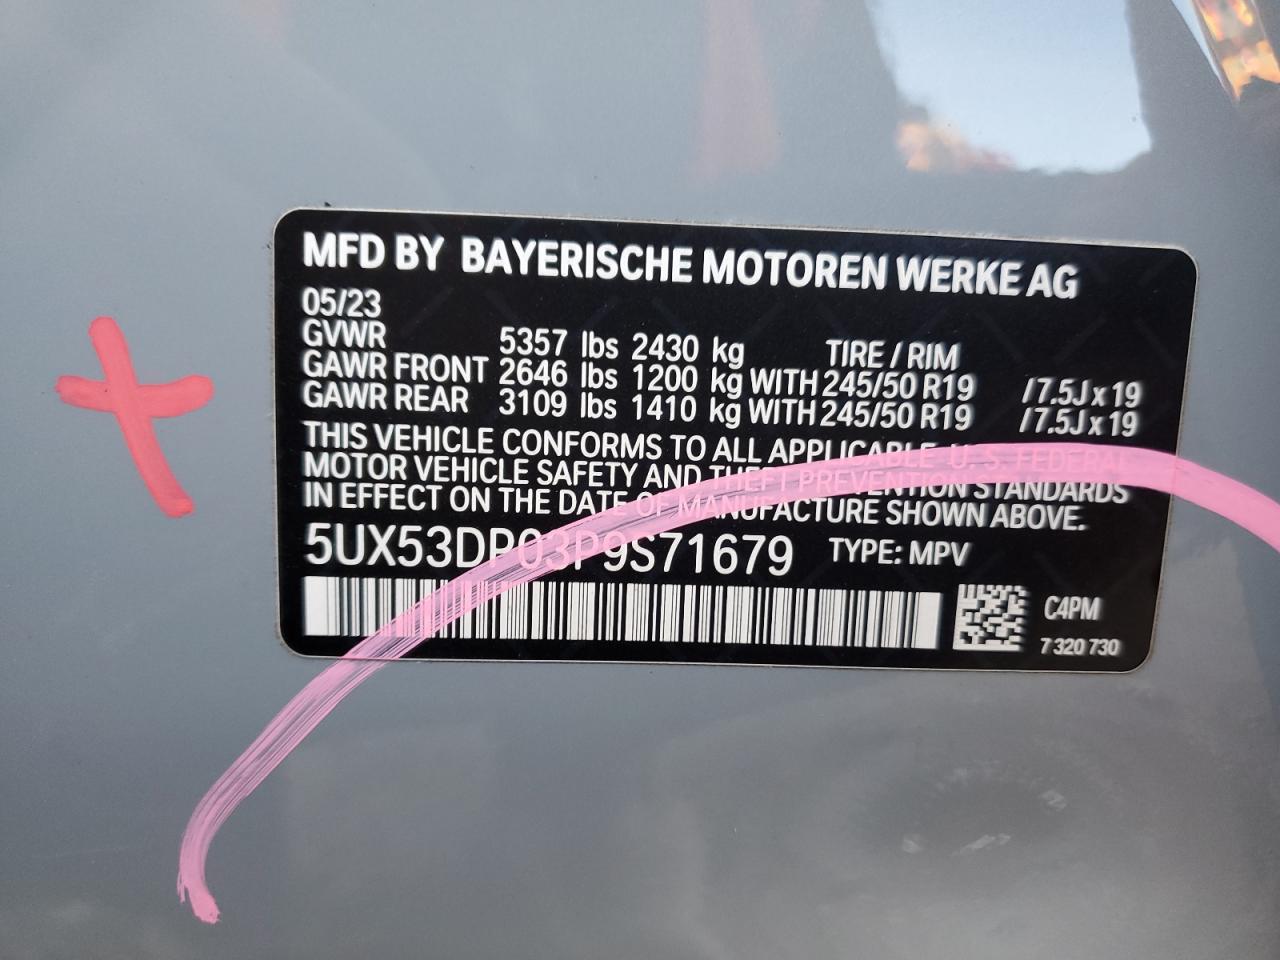 MFD BY BAYERISCHE MOTOREN WERKE AG
05/23
GVWR 5357 lbs 2430 kg TIRE / RIM
GAWR FRONT 2646 lbs 1200 kg WITH 245/50 R19 /7.5J x 19
GAWR REAR 3109 lbs 1410 kg WITH 245/50 R19 /7.5J x 19
THIS VEHICLE CONFORMS TO ALL APPLICABLE U.S. FEDERAL
MOTOR VEHICLE SAFETY AND THEFT PREVENTION STANDARDS
IN EFFECT ON THE DATE OF MANUFACTURE SHOWN ABOVE.
5UX53DP03P9S71679 TYPE: MPV
C4PM
7 320 730